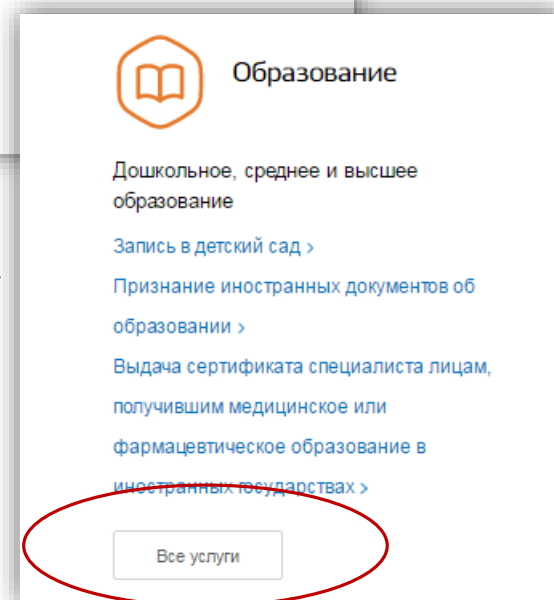 Образование
Дошкольное, среднее и высшее
образование
Запись в детский сад >
Признание иностранных документов об
образовании >
Выдача сертификата специалиста лицам,
получившим медицинское или
фармацевтическое образование в
иностранных государствах >
Все услуги